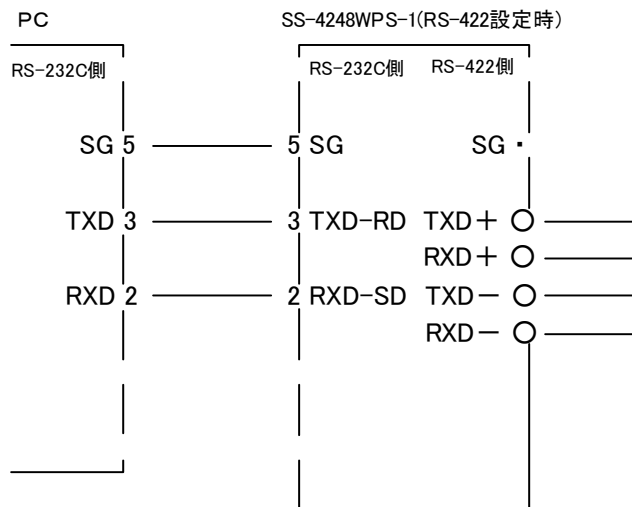 PC SS-4248WPS-1(RS-422設定時)
RS-232C側 RS-232C側 RS-422側
SG 5 5 SG SG
TXD 3 3 TXD-RD TXD+
RXD+
RXD 2 2 RXD-SD TXD-
RXD-